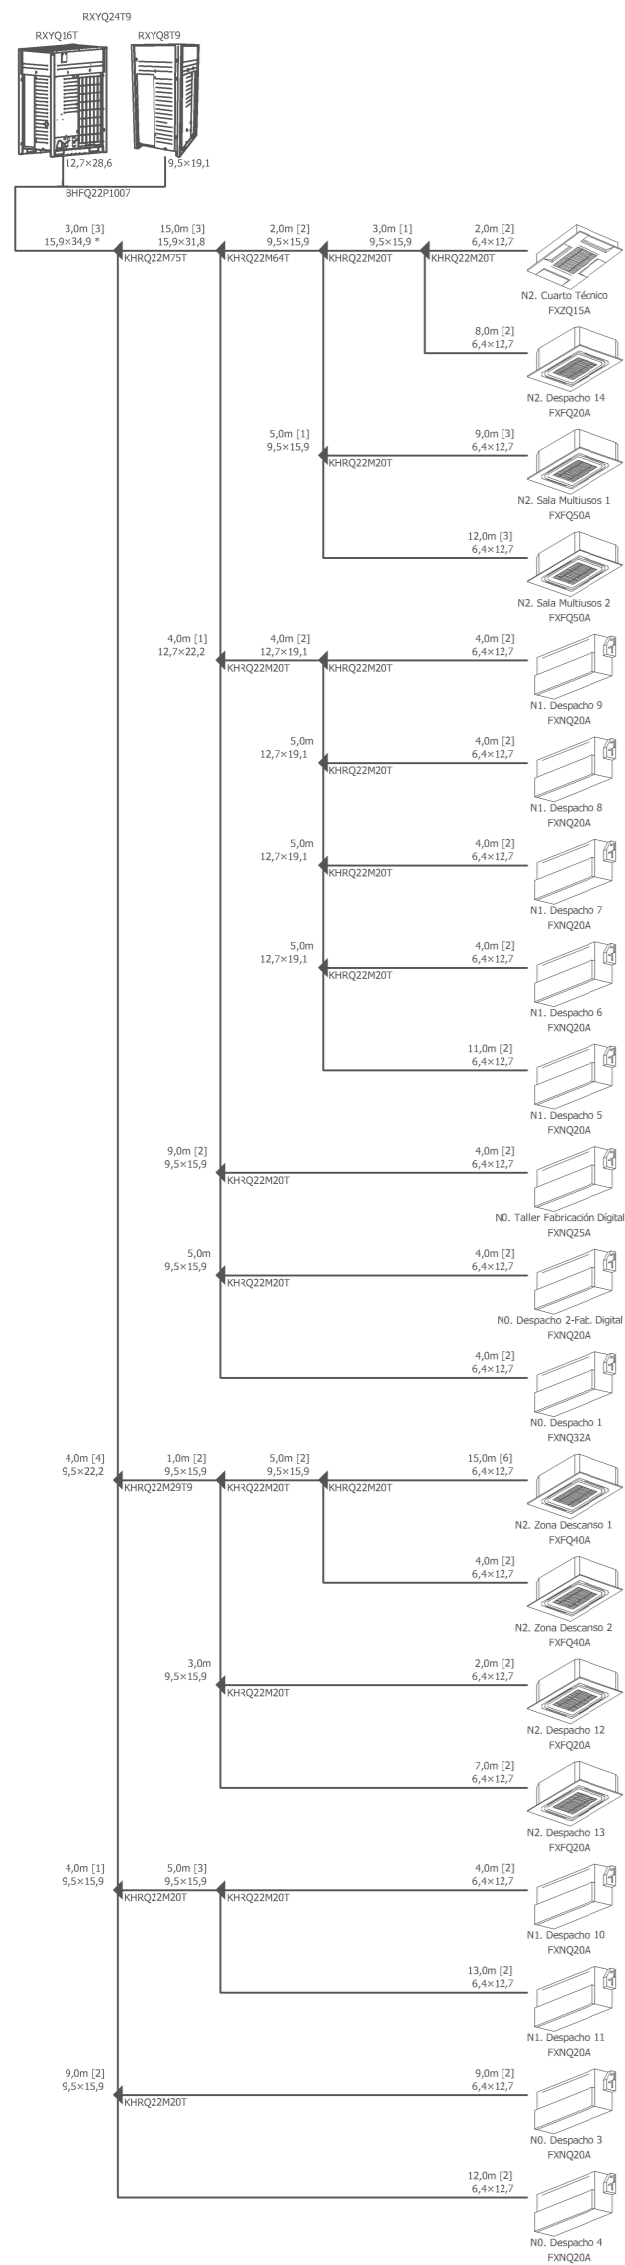 RXYQ24T9
RXYQ16T RXYQ8T9
12,7×28,6 9,5×19,1
BHFQ22P1007
3,0m [3] 15,0m [3] 2,0m [2] 3,0m [1] 2,0m [2]
15,9×34,9 * 15,9×31,8 9,5×15,9 9,5×15,9 6,4×12,7
KHRQ22M75T KHRQ22M64T KHRQ22M20T KHRQ22M20T
N2. Cuarto Técnico
FXZQ15A
8,0m [2]
6,4×12,7
N2. Despacho 14
FXFQ20A
5,0m [1] 9,0m [3]
9,5×15,9 6,4×12,7
KHRQ22M20T
N2. Sala Multiusos 1
FXFQ50A
12,0m [3]
6,4×12,7
N2. Sala Multiusos 2
FXFQ50A
4,0m [1] 4,0m [2] 4,0m [2]
12,7×22,2 12,7×19,1 6,4×12,7
KHRQ22M20T KHRQ22M20T
N1. Despacho 9
FXNQ20A
5,0m 4,0m [2]
12,7×19,1 6,4×12,7
KHRQ22M20T
N1. Despacho 8
FXNQ20A
5,0m 4,0m [2]
12,7×19,1 6,4×12,7
KHRQ22M20T
N1. Despacho 7
FXNQ20A
5,0m 4,0m [2]
12,7×19,1 6,4×12,7
KHRQ22M20T
N1. Despacho 6
FXNQ20A
11,0m [2]
6,4×12,7
N1. Despacho 5
FXNQ20A
9,0m [2] 4,0m [2]
9,5×15,9 6,4×12,7
KHRQ22M20T
N0. Taller Fabricación Digital
FXNQ25A
5,0m 4,0m [2]
9,5×15,9 6,4×12,7
KHRQ22M20T
N0. Despacho 2-Fab. Digital
FXNQ20A
4,0m [2]
6,4×12,7
N0. Despacho 1
FXNQ32A
4,0m [4] 1,0m [2] 5,0m [2] 15,0m [6]
9,5×22,2 9,5×15,9 9,5×15,9 6,4×12,7
KHRQ22M29T9 KHRQ22M20T KHRQ22M20T
N2. Zona Descanso 1
FXFQ40A
4,0m [2]
6,4×12,7
N2. Zona Descanso 2
FXFQ40A
3,0m 2,0m [2]
9,5×15,9 6,4×12,7
KHRQ22M20T
N2. Despacho 12
FXFQ20A
7,0m [2]
6,4×12,7
N2. Despacho 13
FXFQ20A
4,0m [1] 5,0m [3] 4,0m [2]
9,5×15,9 9,5×15,9 6,4×12,7
KHRQ22M20T KHRQ22M20T
N1. Despacho 10
FXNQ20A
13,0m [2]
6,4×12,7
N1. Despacho 11
FXNQ20A
9,0m [2] 9,0m [2]
9,5×15,9 6,4×12,7
KHRQ22M20T
N0. Despacho 3
FXNQ20A
12,0m [2]
6,4×12,7
N0. Despacho 4
FXNQ20A